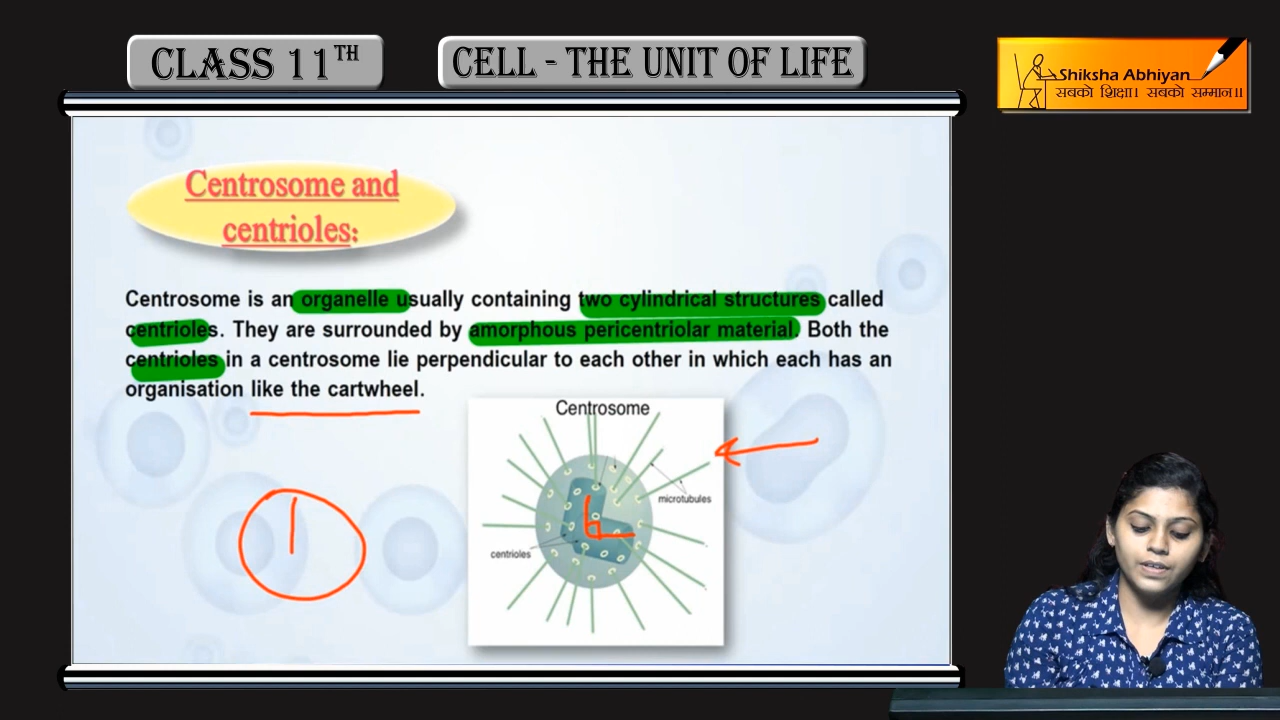 CLASS 11TH
CELL - THE UNIT OF LIFE
Shiksha Abhiyan
सबको शिक्षा। सबको सम्मान॥
Centrosome and
centrioles:
Centrosome is an organelle usually containing two cylindrical structures called
centrioles. They are surrounded by amorphous pericentriolar material. Both the
centrioles in a centrosome lie perpendicular to each other in which each has an
organisation like the cartwheel.
Centrosome
microtubules
centrioles